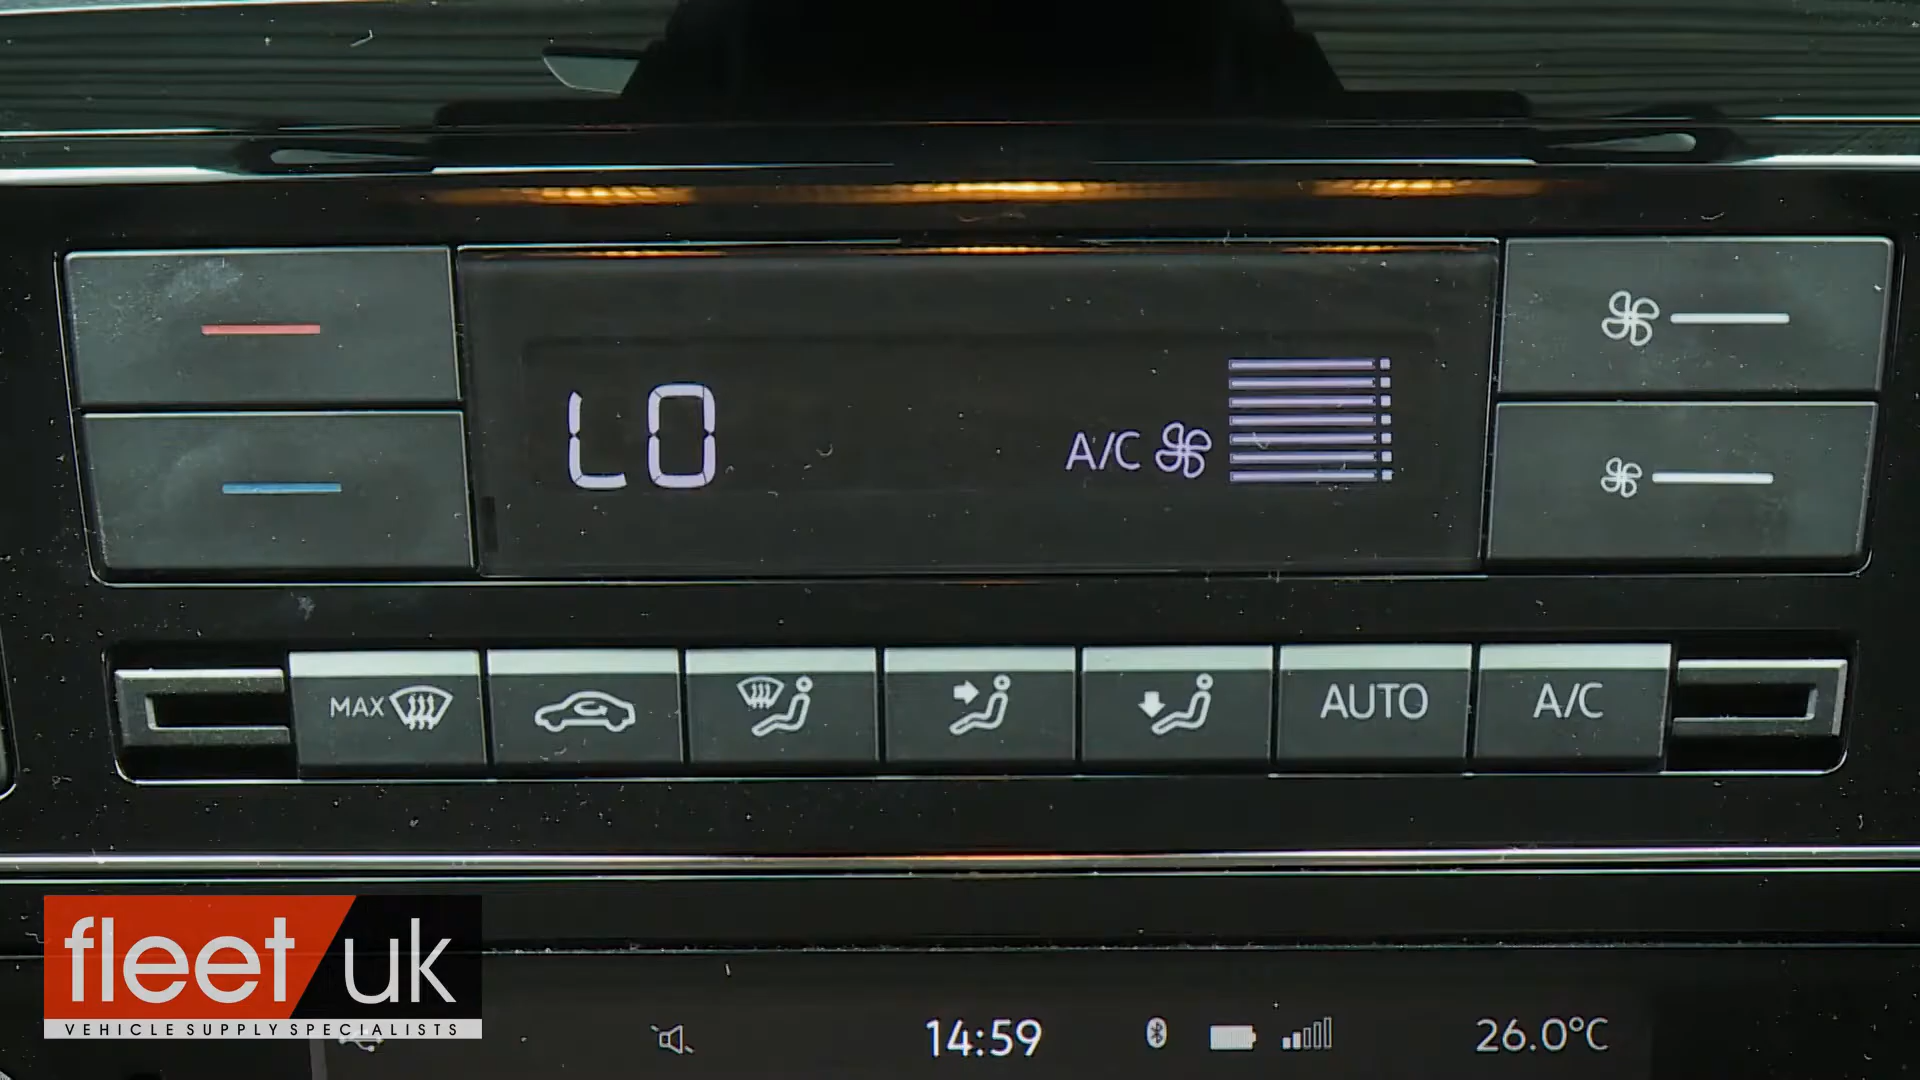 LO
A/C
MAX
AUTO
A/C
fleet uk
VEHICLE SUPPLY SPECIALISTS
14:59
26.0°C